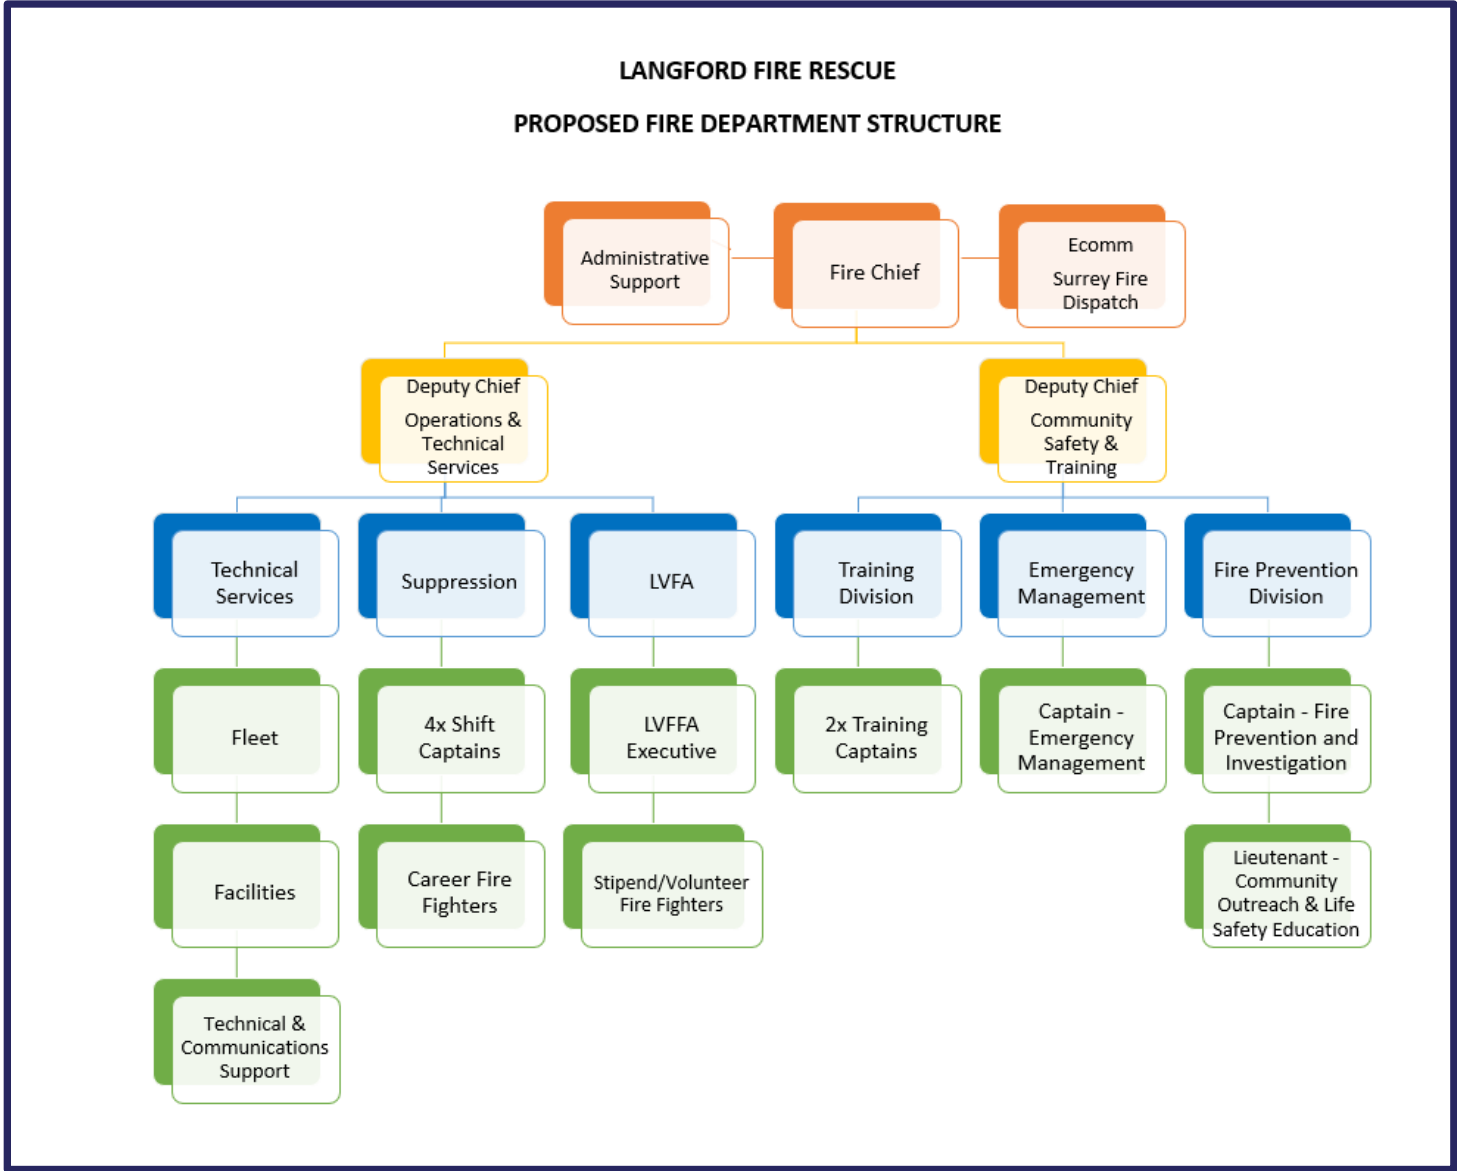 LANGFORD FIRE RESCUE
PROPOSED FIRE DEPARTMENT STRUCTURE
Administrative
Support
Fire Chief
Ecomm
Surrey Fire
Dispatch
Deputy Chief
Operations &
Technical
Services
Deputy Chief
Community
Safety &
Training
Technical
Services
Suppression
LVFA
Training
Division
Emergency
Management
Fire Prevention
Division
Fleet
4x Shift
Captains
LVFFA
Executive
2x Training
Captains
Captain -
Emergency
Management
Captain - Fire
Prevention and
Investigation
Facilities
Career Fire
Fighters
Stipend/Volunteer
Fire Fighters
Lieutenant -
Community
Outreach & Life
Safety Education
Technical &
Communications
Support